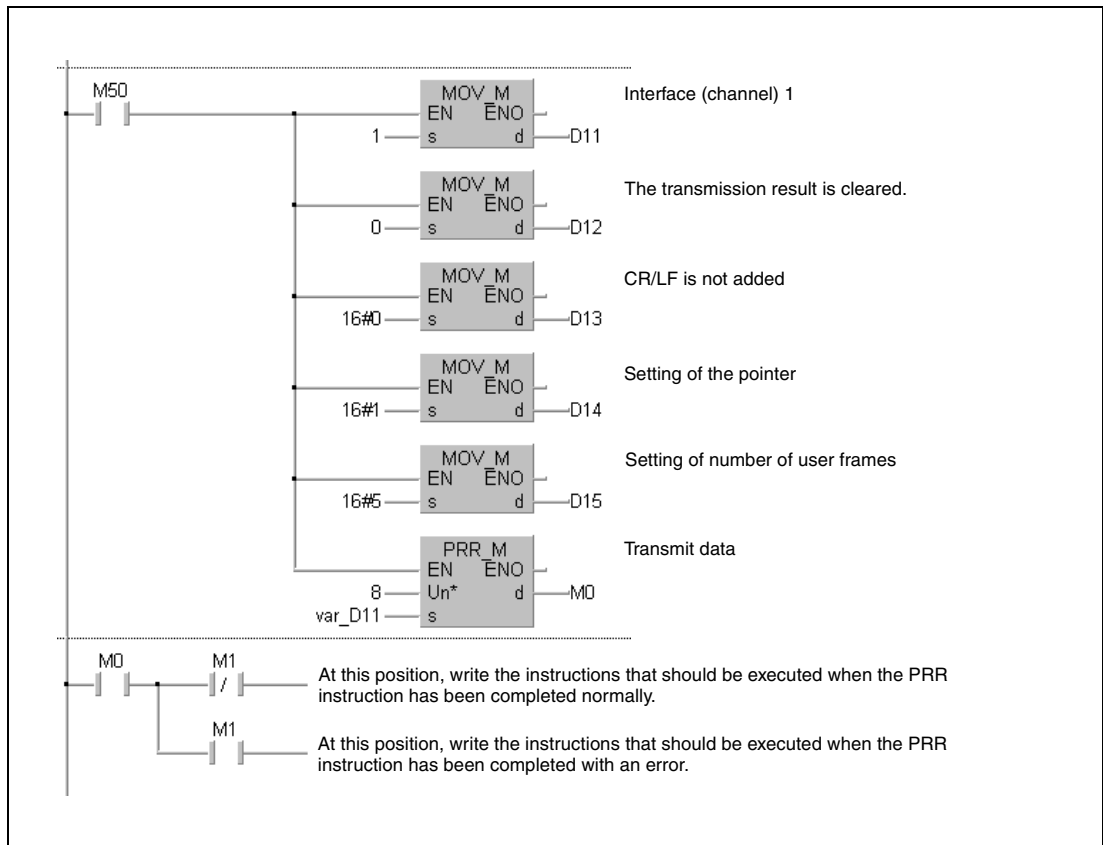 M50
MOV_M
EN ENO
1 s d D11
Interface (channel) 1
MOV_M
EN ENO
0 s d D12
The transmission result is cleared.
MOV_M
EN ENO
16#0 s d D13
CR/LF is not added
MOV_M
EN ENO
16#1 s d D14
Setting of the pointer
MOV_M
EN ENO
16#5 s d D15
Setting of number of user frames
PRR_M
EN ENO
8 Un* d M0
var_D11 s
Transmit data
M0 M1
At this position, write the instructions that should be executed when the PRR
instruction has been completed normally.
M1
At this position, write the instructions that should be executed when the PRR
instruction has been completed with an error.